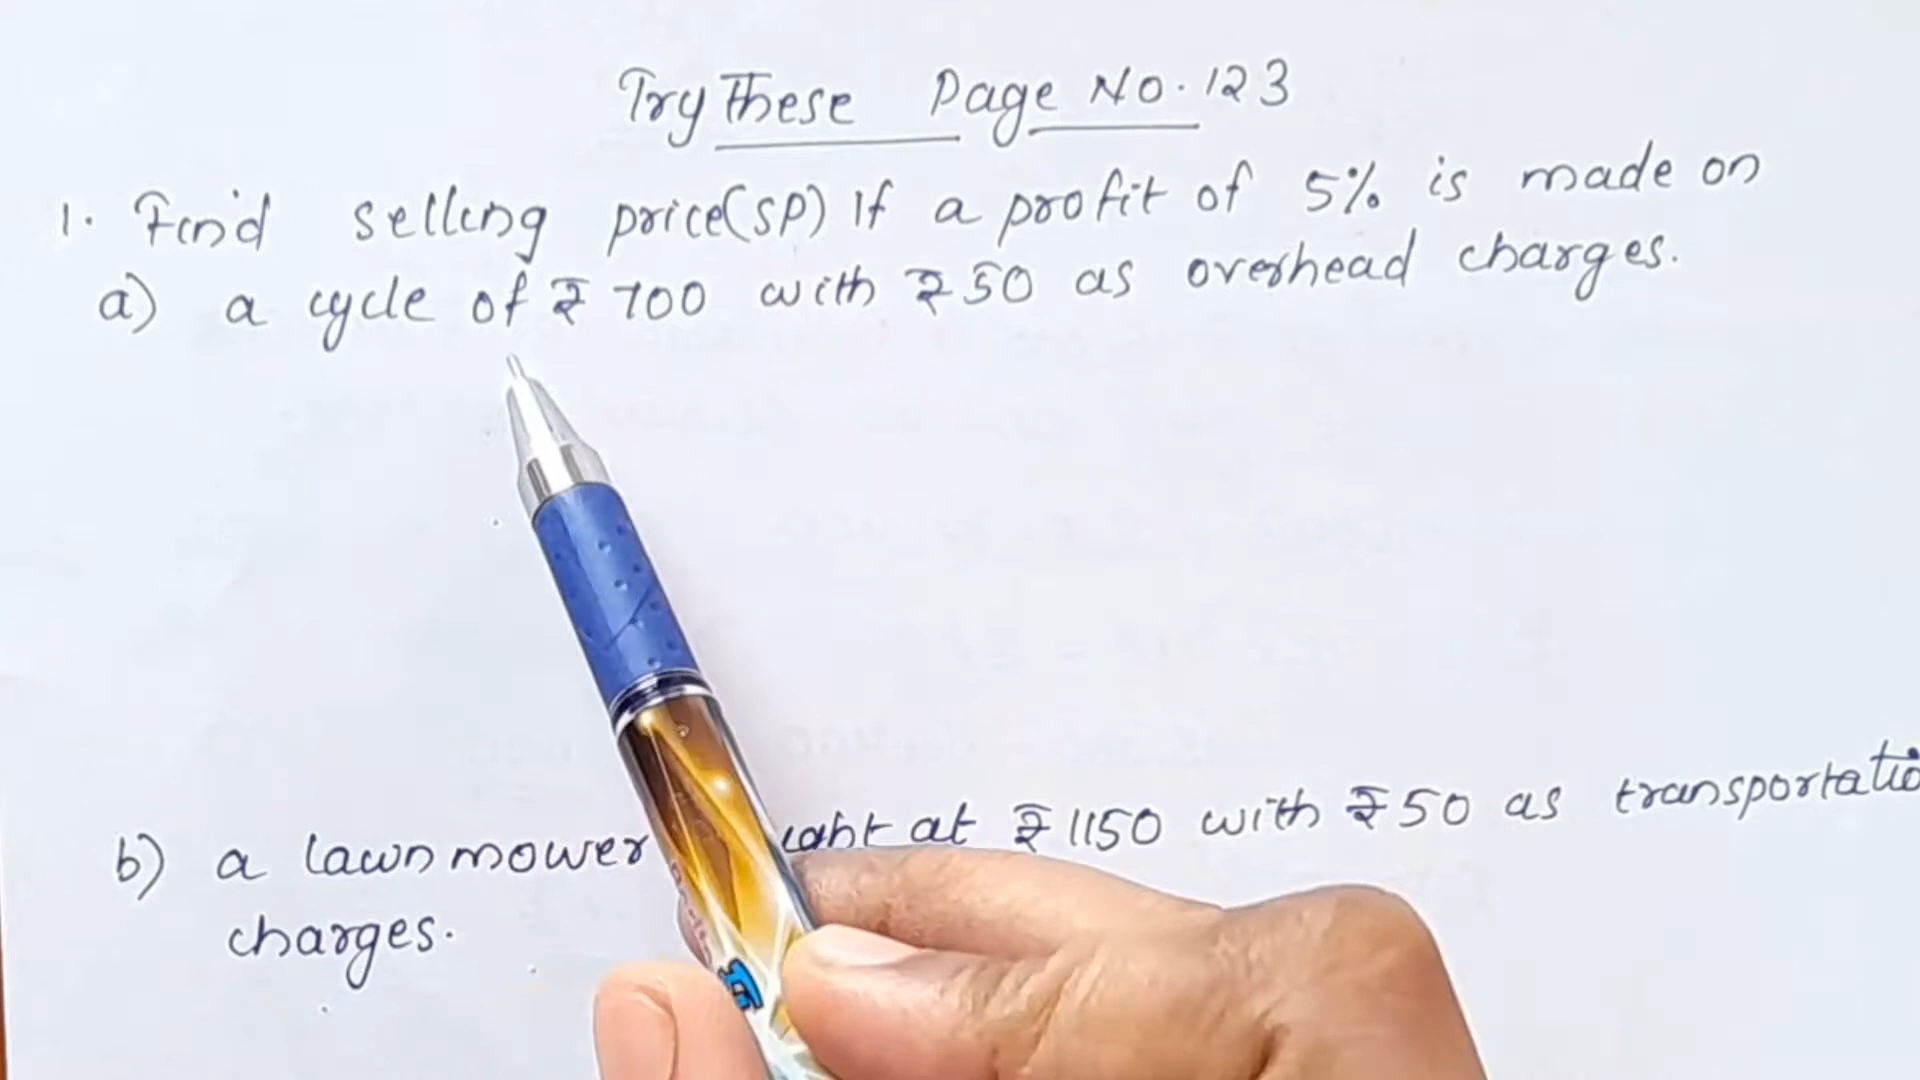 Try These Page No. 123
1. Find selling price(SP) If a profit of 5% is made on
a) a cycle of ₹ 700 with ₹50 as overhead charges.
b) a lawn mower at ₹ 1150 with ₹50 as
charges.